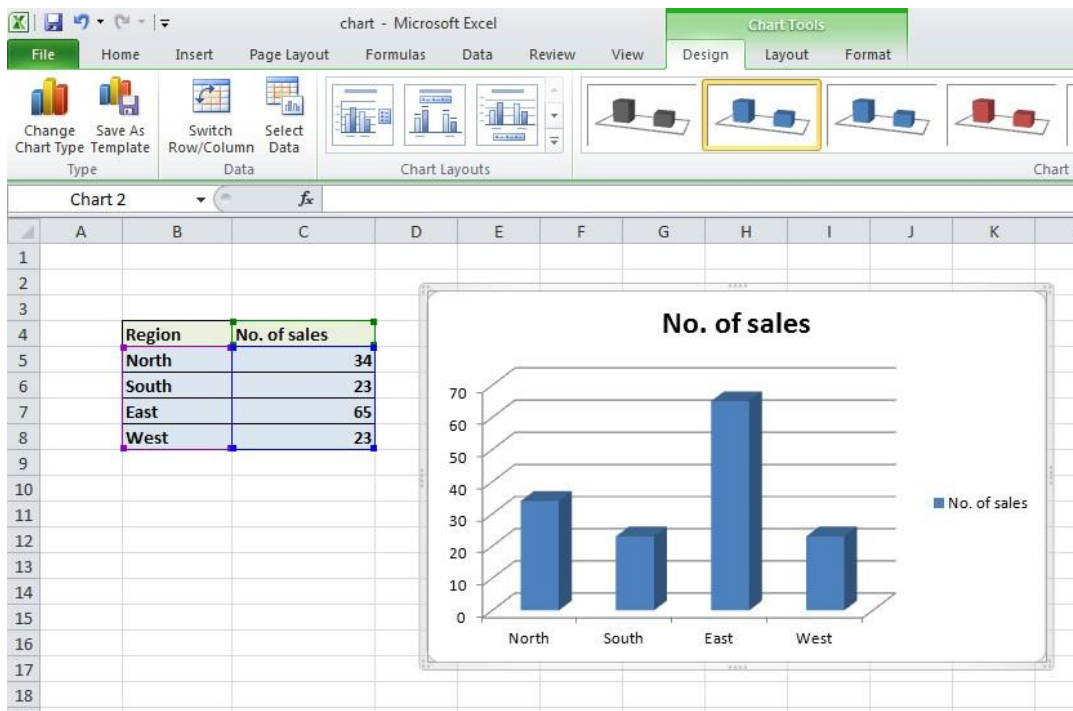 chart - Microsoft Excel
Chart Tools
File Home Insert Page Layout Formulas Data Review View Design Layout Format
Change Chart Type
Save As Template
Switch Row/Column
Select Data
Type Data Chart Layouts Chart
Chart 2 fx
A B C D E F G H I J K
1
2
3
4 Region No. of sales
5 North 34
6 South 23
7 East 65
8 West 23
9
10
11
12
13
14
15
16
17
18
No. of sales
70
60
50
40
30
20
10
0
North South East West
No. of sales